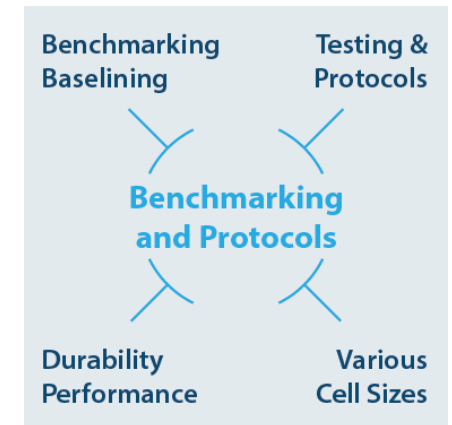 Benchmarking
Baselining
Testing &
Protocols
Benchmarking
and Protocols
Durability
Performance
Various
Cell Sizes